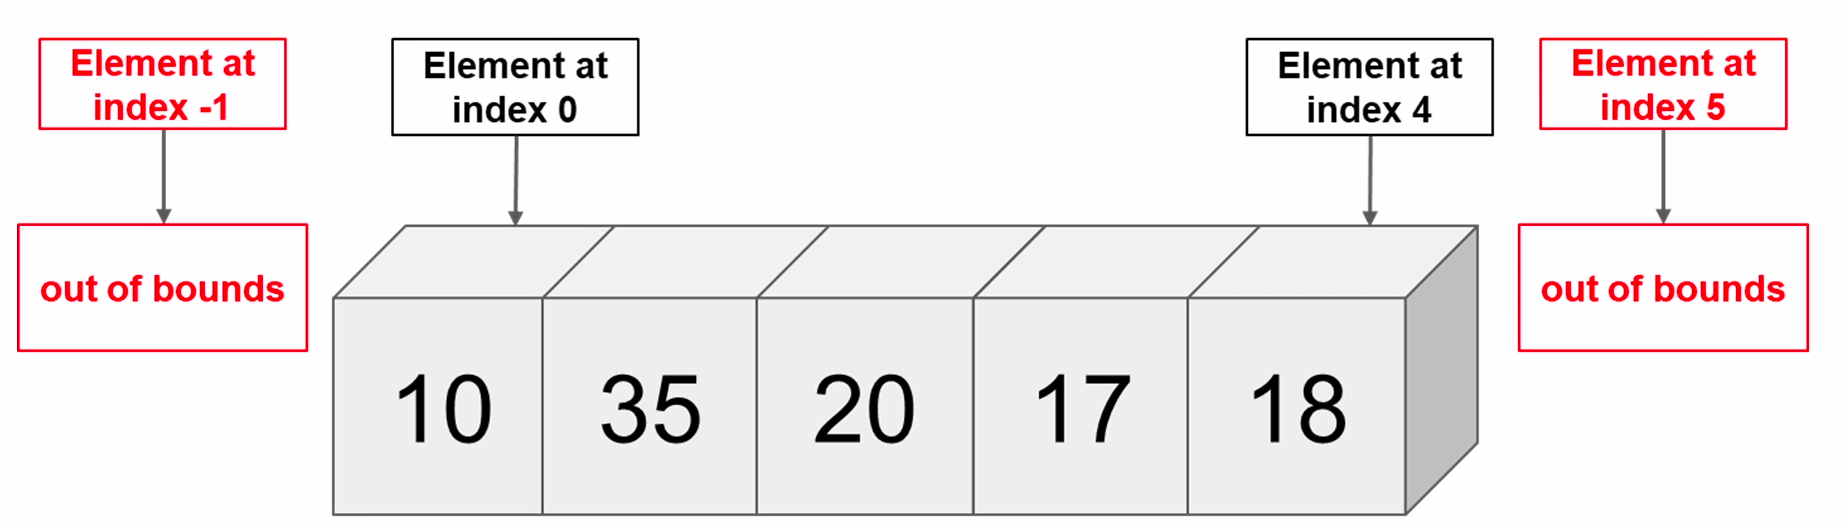 Element at
index -1
Element at
index 0
Element at
index 4
Element at
index 5
out of bounds
out of bounds
10 35 20 17 18